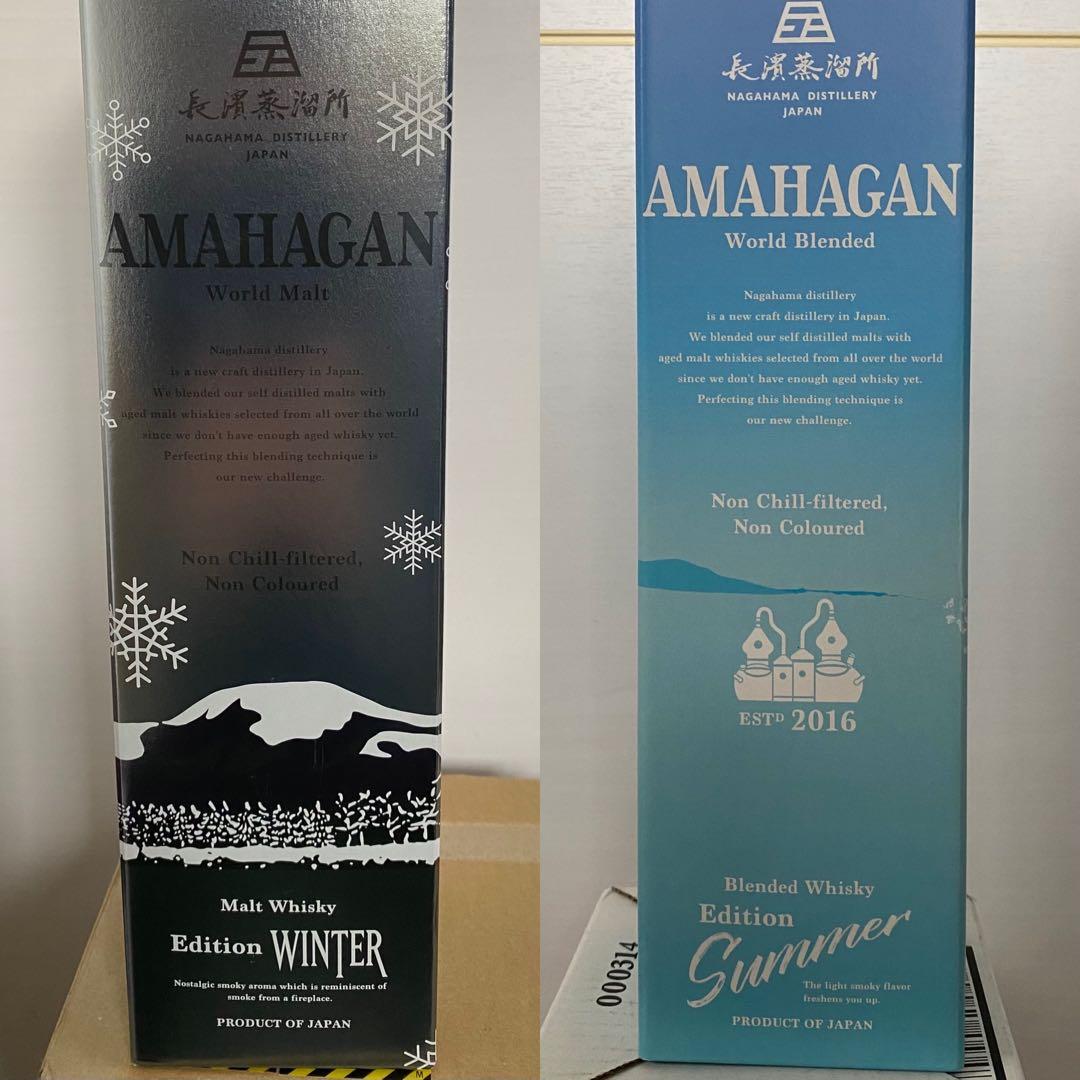 長濱蒸溜所
NAGAHAMA DISTILLERY
JAPAN
AMAHAGAN
World Malt
Nagahama distillery
is a new craft distillery in Japan.
We blended our self distilled malts with
aged malt whiskies selected from all over the world
since we don't have enough aged whisky yet.
Perfecting this blending technique is
our new challenge.
Non Chill-filtered,
Non Coloured
Malt Whisky
Edition WINTER
Nostalgic smoky aroma which is reminiscent of
smoke from a fireplace.
PRODUCT OF JAPAN
M
長濱蒸溜所
NAGAHAMA DISTILLERY
JAPAN
AMAHAGAN
World Blended
Nagahama distillery
is a new craft distillery in Japan.
We blended our self distilled malts with
aged malt whiskies selected from all over the world
since we don't have enough aged whisky yet.
Perfecting this blending technique is
our new challenge.
Non Chill-filtered,
Non Coloured
ESTD 2016
Blended Whisky
Edition
Summer
The light smoky flavor
freshens you up.
PRODUCT OF JAPAN
000314